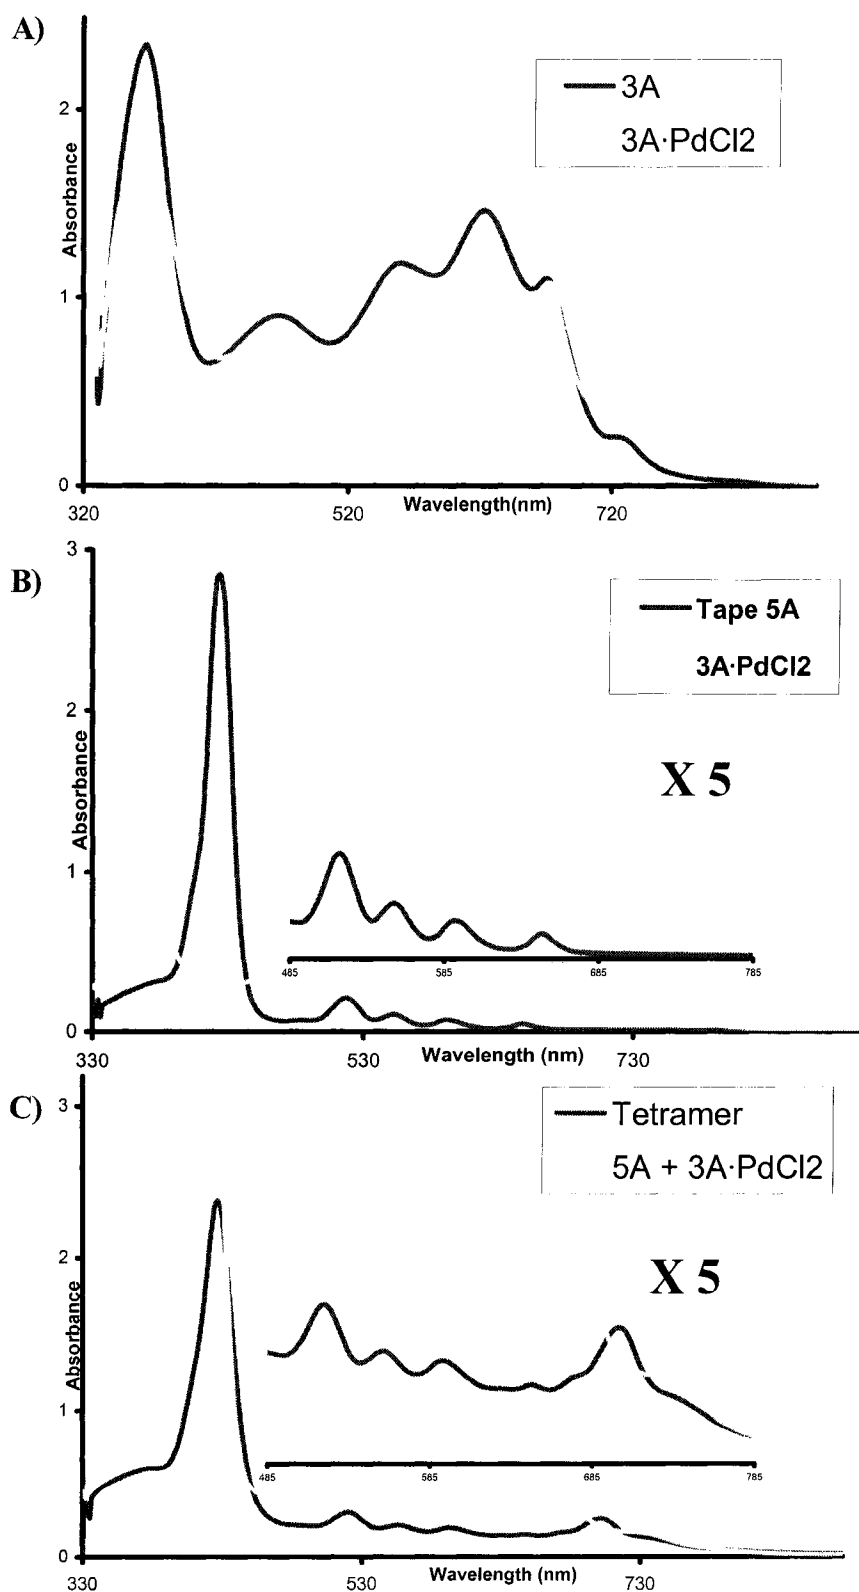 A)
2
1
0
Absorbance
3A
3A·PdCl2
320
520
720
Wavelength(nm)
B)
3
2
1
0
Absorbance
Tape 5A
3A·PdCl2
X 5
485
585
685
785
330
530
730
Wavelength (nm)
C)
3
2
1
0
Absorbance
Tetramer
5A + 3A·PdCl2
X 5
485
585
685
785
330
530
730
Wavelength (nm)